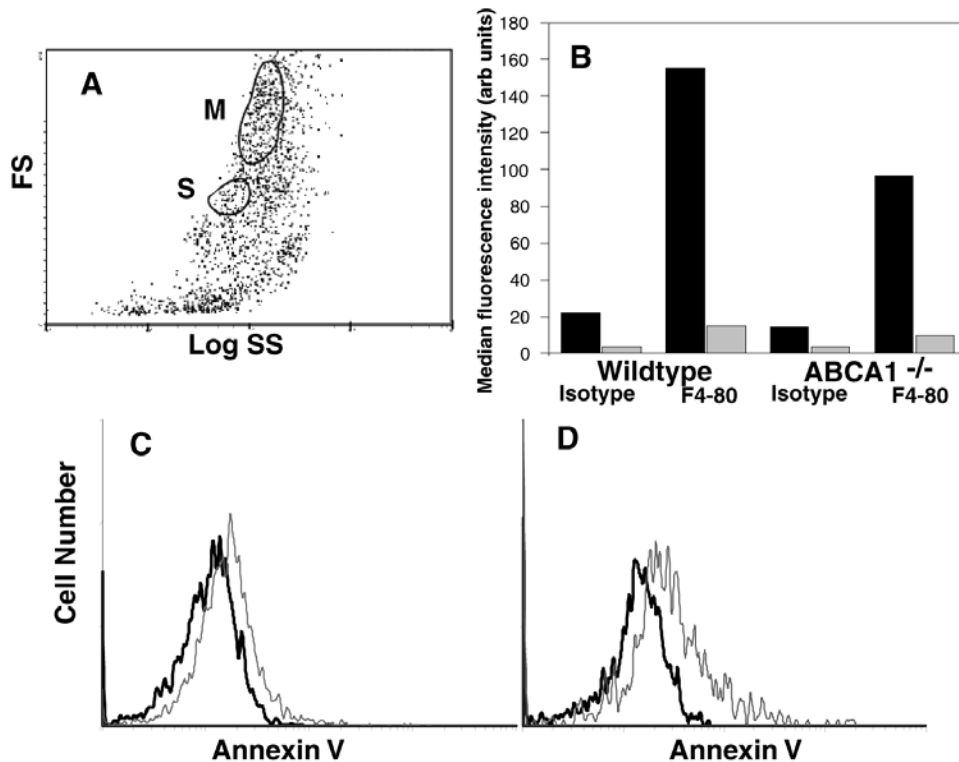 A
M
S
FS
Log SS
B
Median fluorescence intensity (arb units)
180
160
140
120
100
80
60
40
20
0
Wildtype ABCA1 -/-
Isotype F4-80 Isotype F4-80
C
Cell Number
Annexin V
D
Annexin V